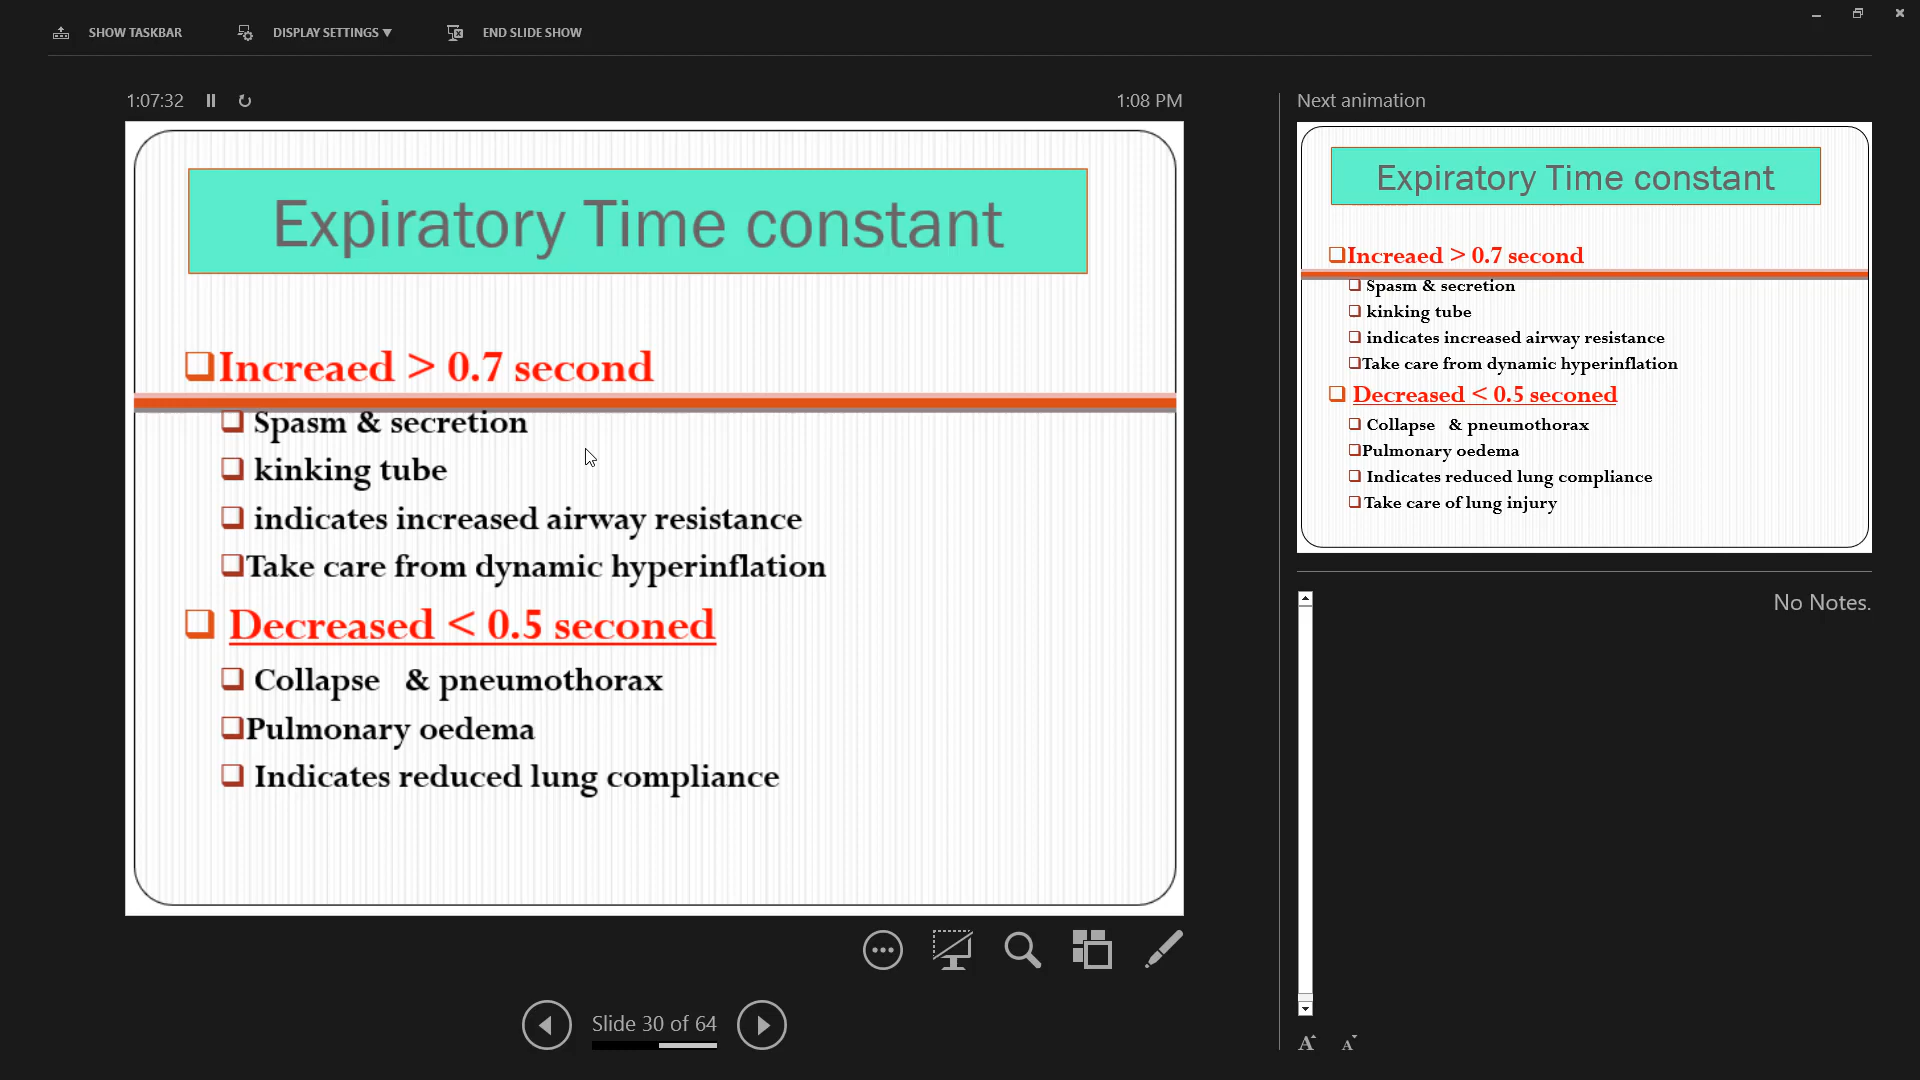 SHOW TASKBAR
DISPLAY SETTINGS ▼
END SLIDE SHOW
1:07:32
1:08 PM
Expiratory Time constant
Increaed > 0.7 second
Spasm & secretion
kinking tube
indicates increased airway resistance
Take care from dynamic hyperinflation
Decreased < 0.5 seconed
Collapse & pneumothorax
Pulmonary oedema
Indicates reduced lung compliance
Slide 30 of 64
Next animation
Expiratory Time constant
Increaed > 0.7 second
Spasm & secretion
kinking tube
indicates increased airway resistance
Take care from dynamic hyperinflation
Decreased < 0.5 seconed
Collapse & pneumothorax
Pulmonary oedema
Indicates reduced lung compliance
Take care of lung injury
No Notes.
A A